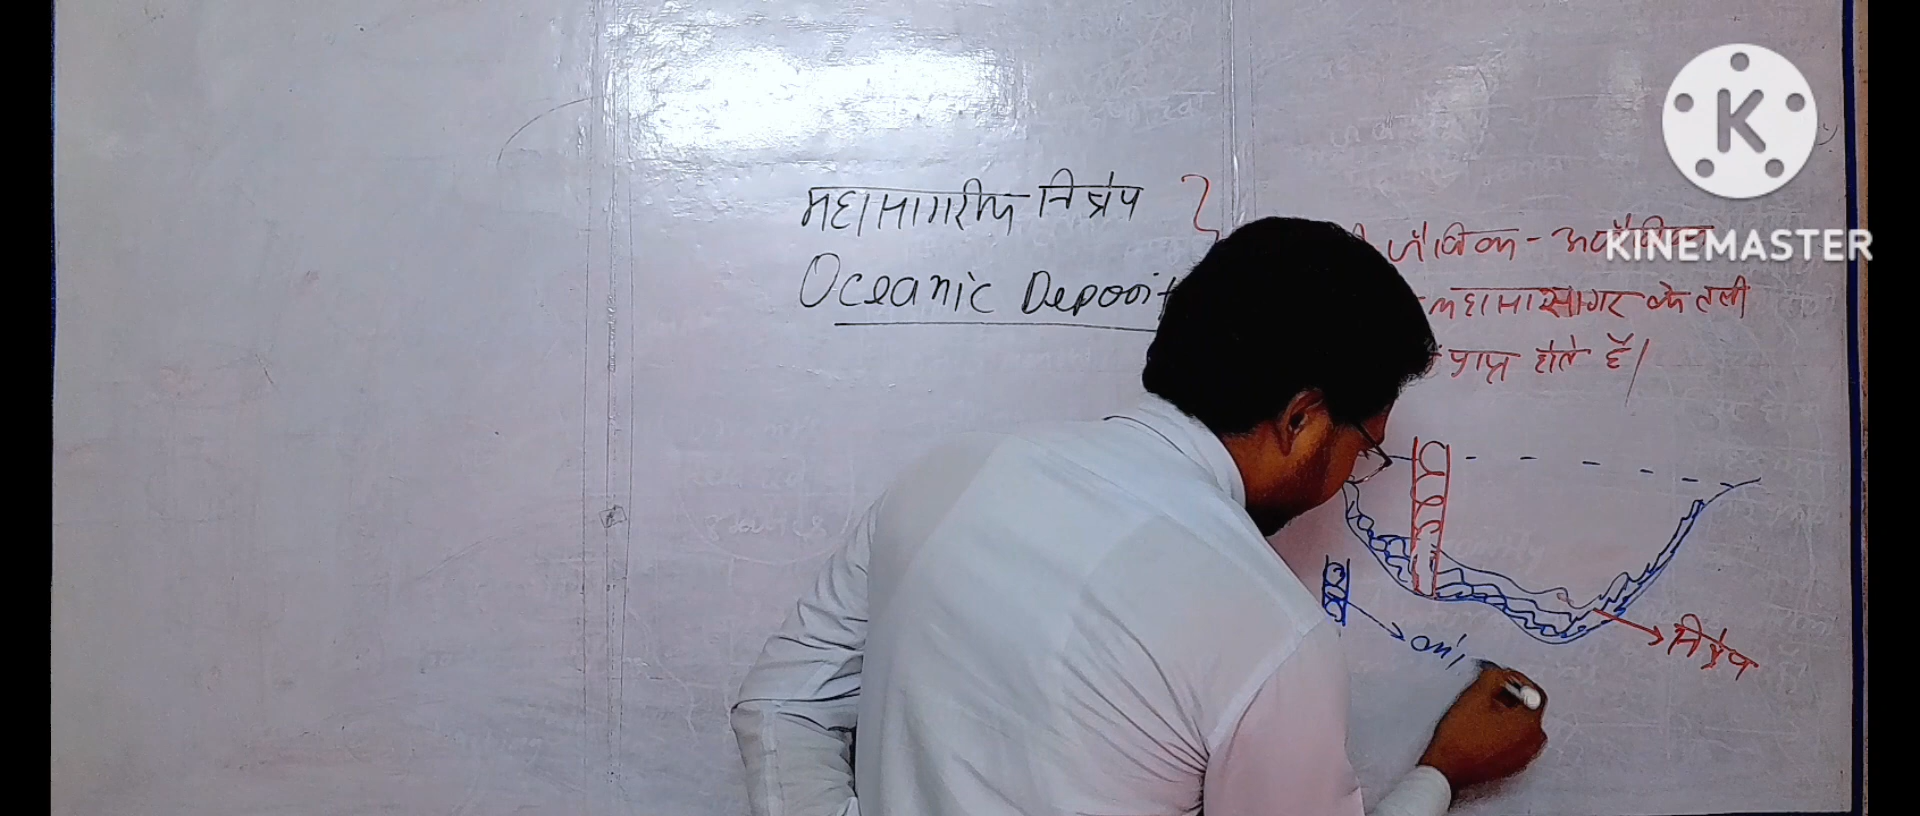 महासागरीय निक्षेप
Oceanic Deposit
जैविक - अजैविक
महासागर के तली
प्राप्त होते हैं।
निक्षेप
K
KINEMASTER